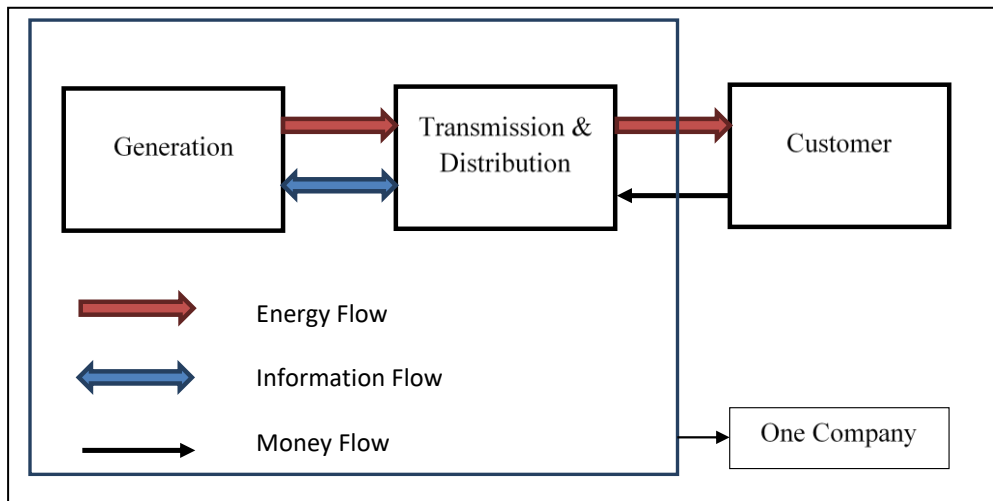 Generation
Transmission &
Distribution
Customer
Energy Flow
Information Flow
Money Flow
One Company